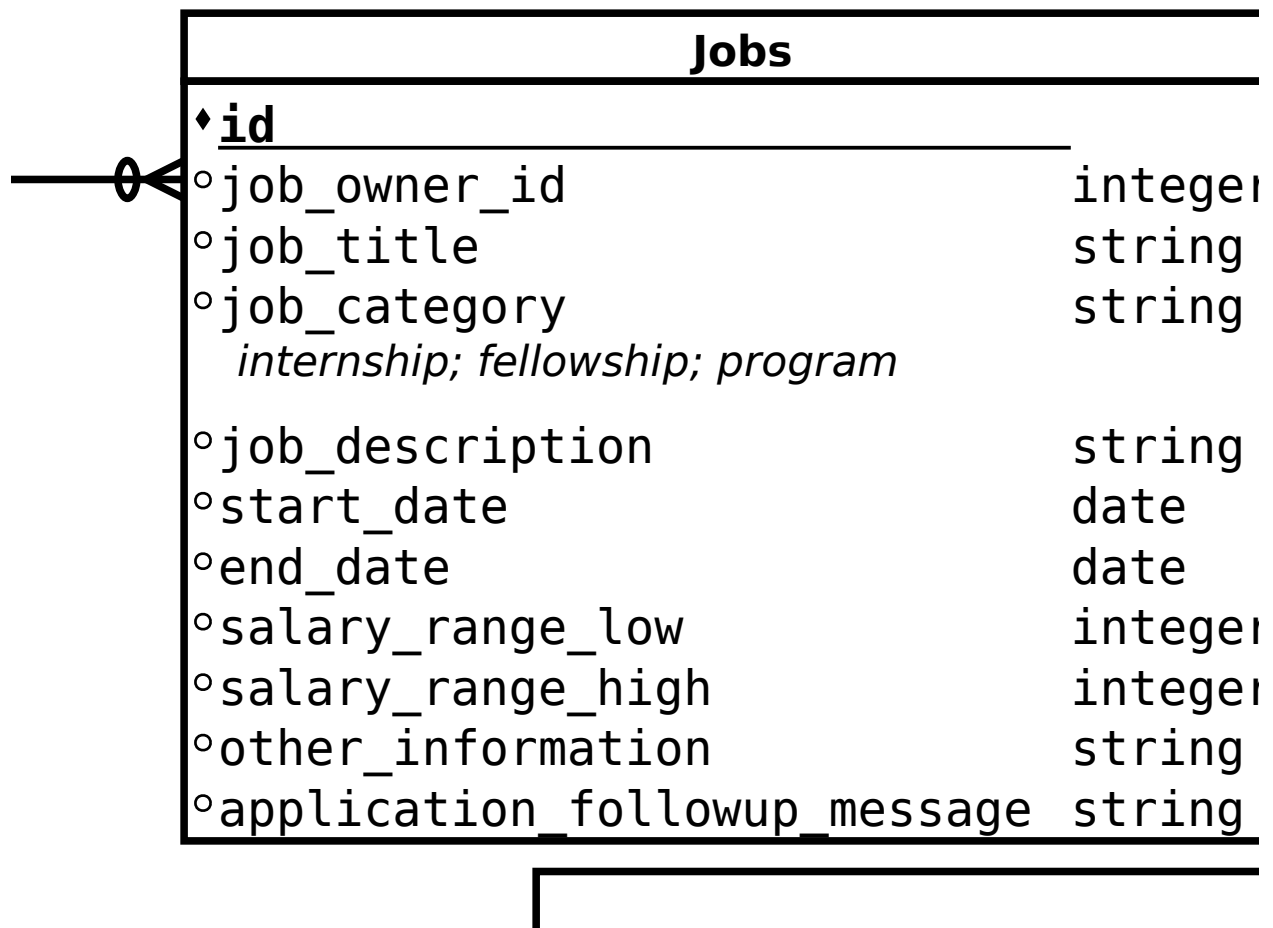 Jobs
id
job_owner_id integer
job_title string
job_category string
internship; fellowship; program
job_description string
start_date date
end_date date
salary_range_low integer
salary_range_high integer
other_information string
application_followup_message string